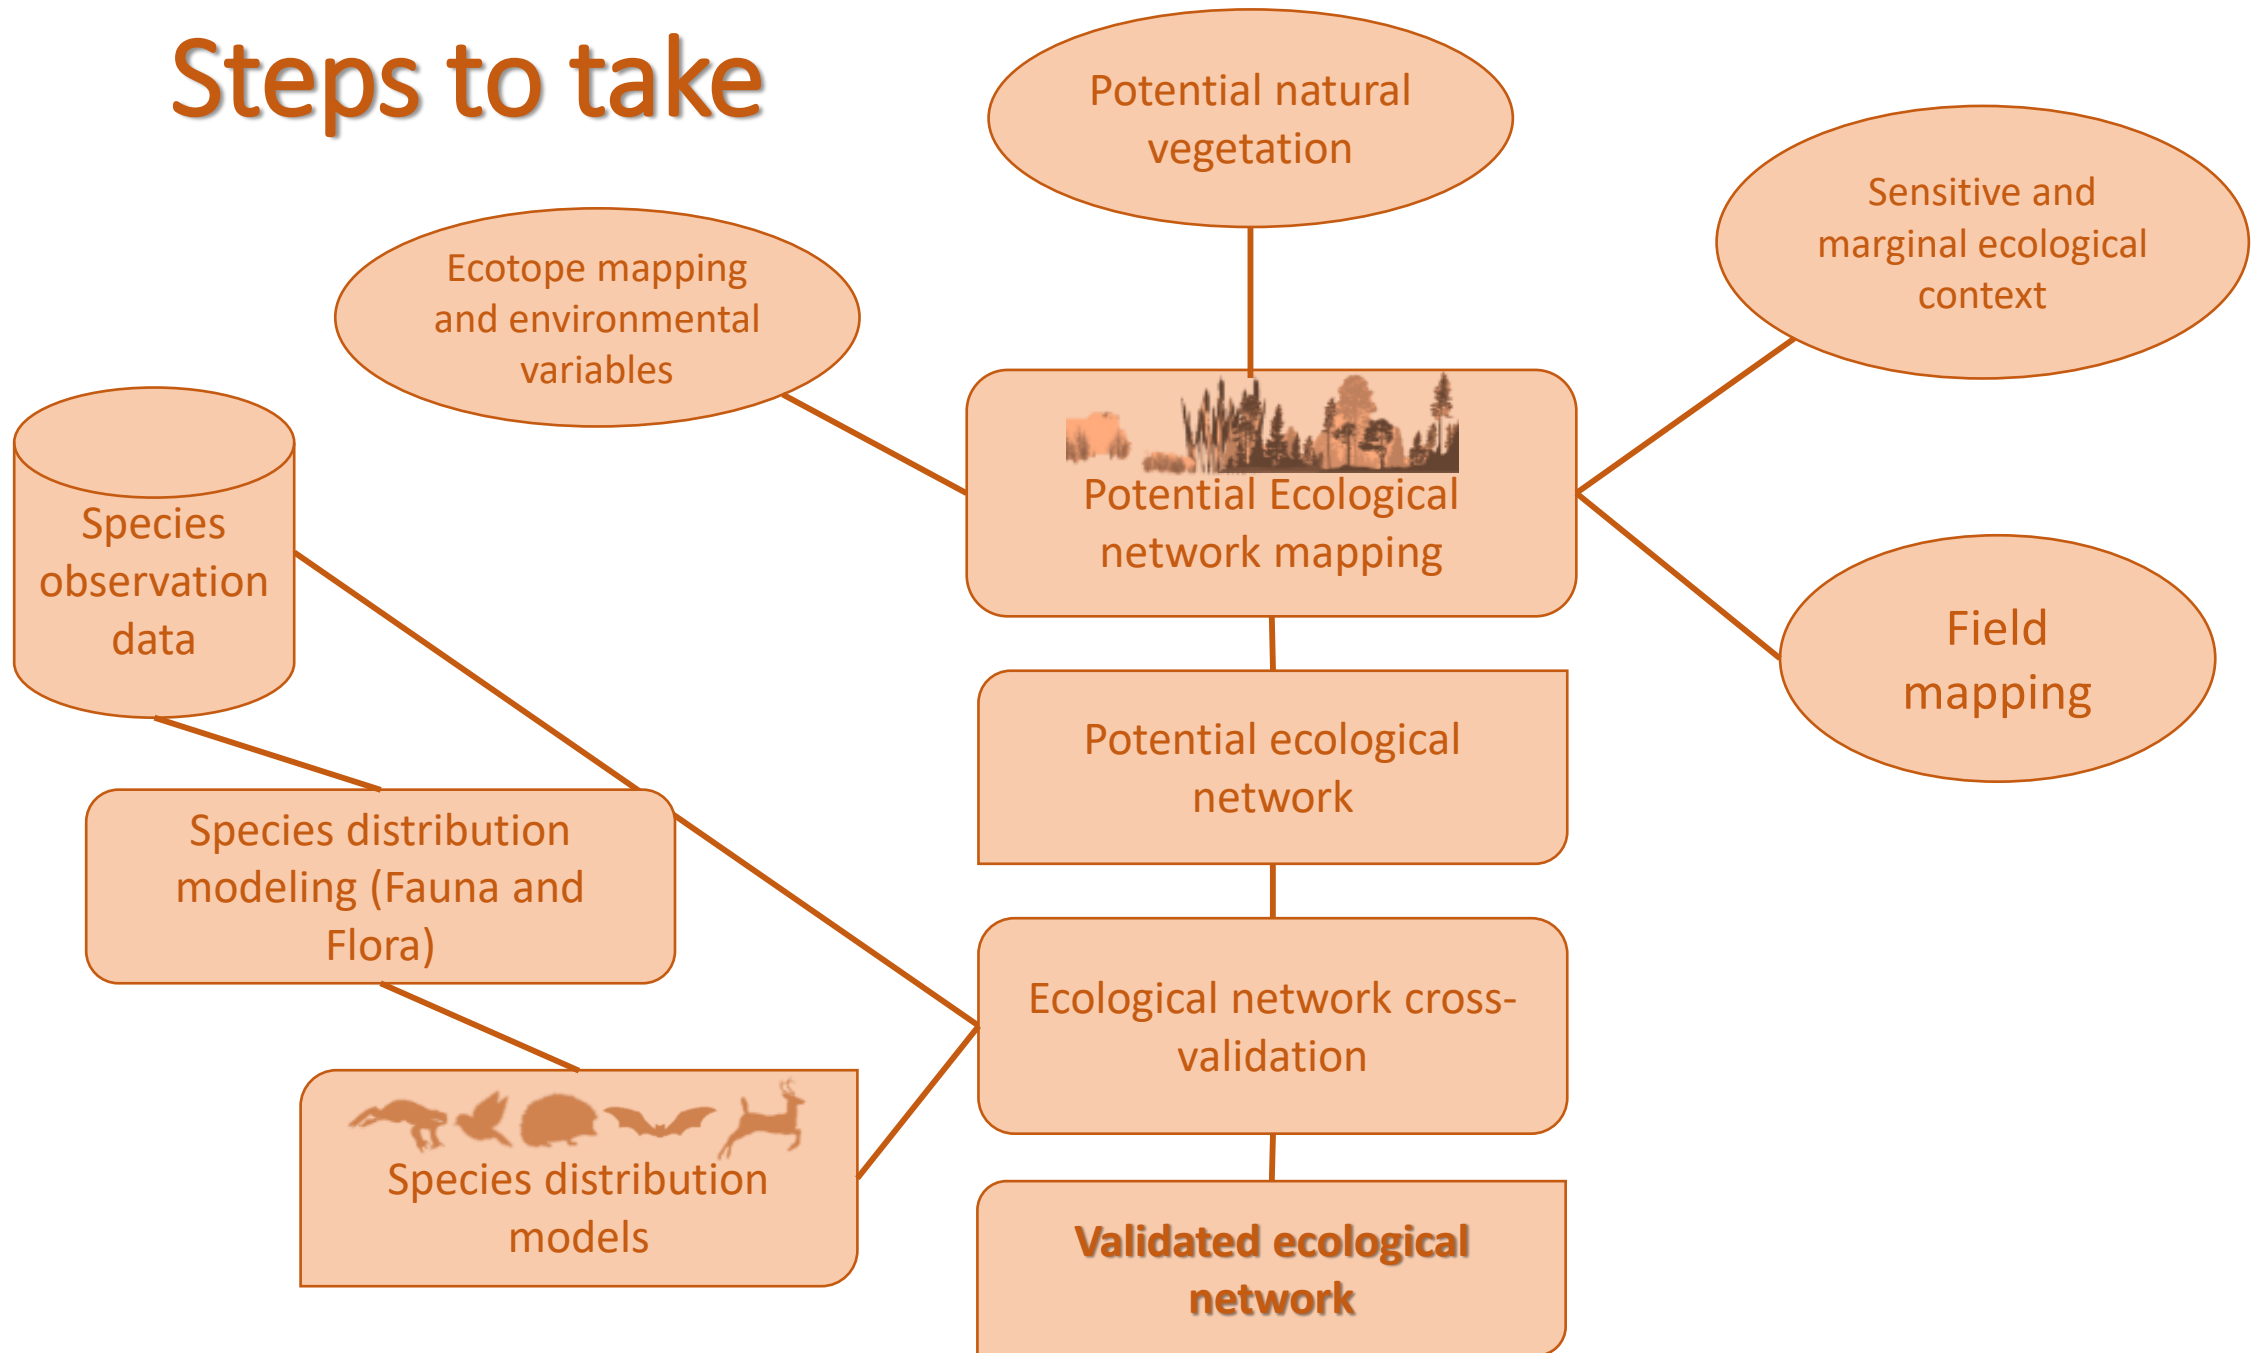 Steps to take
Potential natural
vegetation
Sensitive and
marginal ecological
context
Ecotope mapping
and environmental
variables
Species
observation
data
Potential Ecological
network mapping
Field
mapping
Potential ecological
network
Species distribution
modeling (Fauna and
Flora)
Ecological network cross-
validation
Species distribution
models
Validated ecological
network